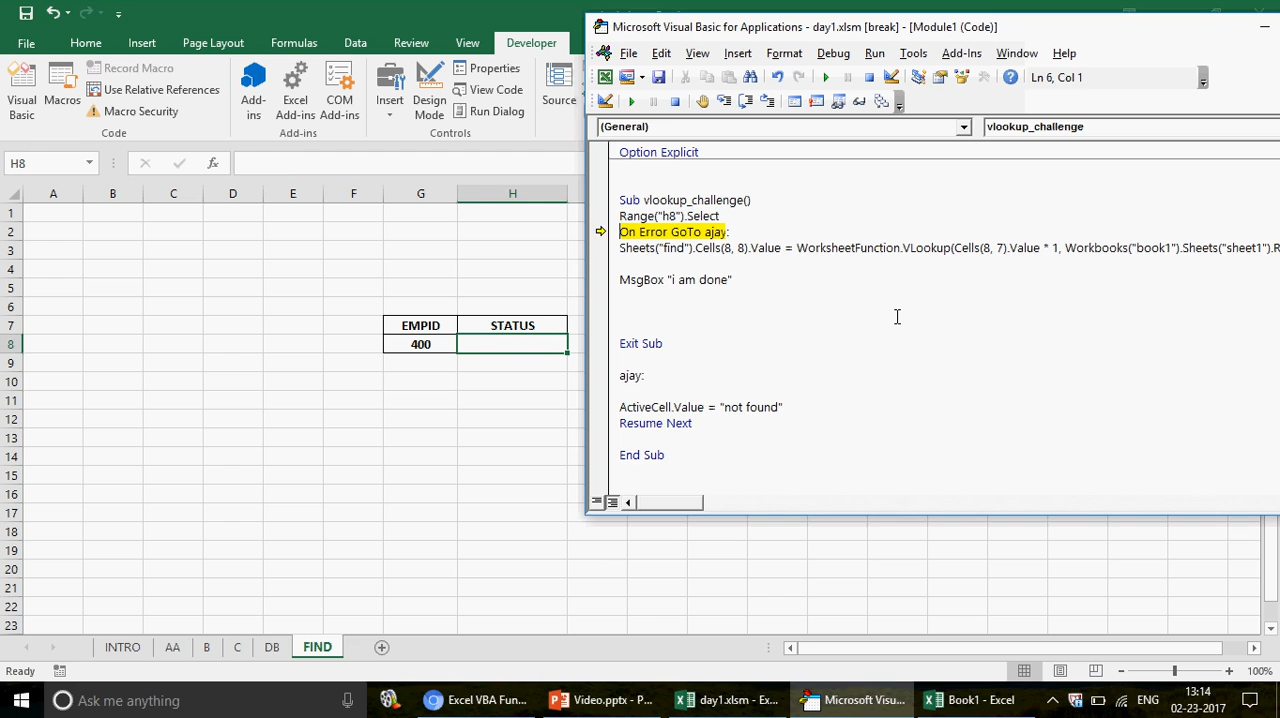 Microsoft Visual Basic for Applications - day1.xlsm [break] - [Module1 (Code)]
File Home Insert Page Layout Formulas Data Review View Developer
File Edit View Insert Format Debug Run Tools Add-Ins Window Help
Ln 6, Col 1
Visual Basic
Macros
Record Macro
Use Relative References
Macro Security
Code
Add-ins
Excel Add-ins
COM Add-ins
Add-ins
Insert
Design Mode
Properties
View Code
Run Dialog
Controls
Source
(General)
vlookup_challenge
H8
fx
A B C D E F G H
1
2
3
4
5
6
7
8
9
10
11
12
13
14
15
16
17
18
19
20
21
22
23
EMPID STATUS
400
Option Explicit
Sub vlookup_challenge()
Range("h8").Select
On Error GoTo ajay:
Sheets("find").Cells(8, 8).Value = WorksheetFunction.VLookup(Cells(8, 7).Value * 1, Workbooks("book1").Sheets("sheet1").R
MsgBox "i am done"
Exit Sub
ajay:
ActiveCell.Value = "not found"
Resume Next
End Sub
INTRO AA B C DB FIND
Ready
100%
Ask me anything
Excel VBA Fun...
Video.pptx - P...
day1.xlsm - Ex...
Microsoft Visu...
Book1 - Excel
ENG
13:14
02-23-2017